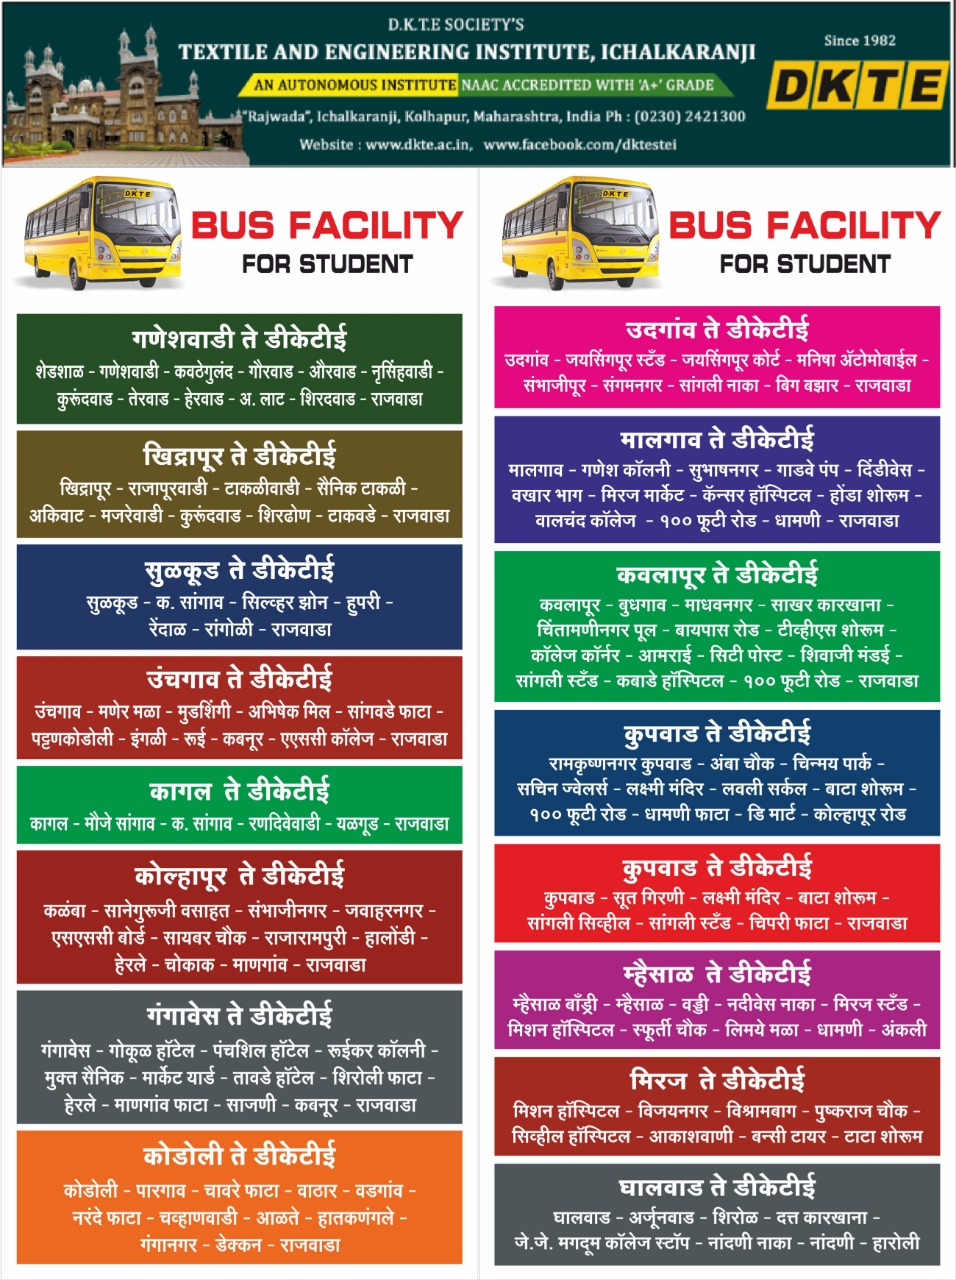 D.K.T.E SOCIETY'S
TEXTILE AND ENGINEERING INSTITUTE, ICHALKARANJI
AN AUTONOMOUS INSTITUTE NAAC ACCREDITED WITH 'A+' GRADE
"Rajwada", Ichalkaranji, Kolhapur, Maharashtra, India Ph : (0230) 2421300
Website : www.dkte.ac.in, www.facebook.com/dktestei
Since 1982
DKTE
DKTE
BUS FACILITY
FOR STUDENT
गणेशवाडी ते डीकेटीई
शेडशाळ - गणेशवाडी - कवठेगुलंद - गौरवाड - औरवाड - नृसिंहवाडी -
कुरूंदवाड - तेरवाड - हेरवाड - अ. लाट - शिरदवाड - राजवाडा
खिद्रापूर ते डीकेटीई
खिद्रापूर - राजापूरवाडी - टाकळीवाडी - सैनिक टाकळी -
अकिवाट - मजरेवाडी - कुरूंदवाड - शिरढोण - टाकवडे - राजवाडा
सुळकूड ते डीकेटीई
सुळकूड - क. सांगाव - सिल्व्हर झोन - हुपरी -
रेंदाळ - रांगोळी - राजवाडा
उंचगाव ते डीकेटीई
उंचगाव - मणेर मळा - मुडशिंगी - अभिषेक मिल - सांगवडे फाटा -
पट्टणकोडोली - इंगळी - रूई - कबनूर - एएससी कॉलेज - राजवाडा
कागल ते डीकेटीई
कागल - मौजे सांगाव - क. सांगाव - रणदिवेवाडी - यळगूड - राजवाडा
कोल्हापूर ते डीकेटीई
कळंबा - सानेगुरूजी वसाहत - संभाजीनगर - जवाहरनगर -
एसएससी बोर्ड - सायबर चौक - राजारामपुरी - हालोंडी -
हेरले - चोकाक - माणगांव - राजवाडा
गंगावेस ते डीकेटीई
गंगावेस - गोकूळ हॉटेल - पंचशिल हॉटेल - रूईकर कॉलनी -
मुक्त सैनिक - मार्केट यार्ड - तावडे हॉटेल - शिरोली फाटा -
हेरले - माणगांव फाटा - साजणी - कबनूर - राजवाडा
कोडोली ते डीकेटीई
कोडोली - पारगाव - चावरे फाटा - वाठार - वडगांव -
नरंदे फाटा - चव्हाणवाडी - आळते - हातकणंगले -
गंगानगर - डेक्कन - राजवाडा
DKTE
BUS FACILITY
FOR STUDENT
उदगांव ते डीकेटीई
उदगांव - जयसिंगपूर स्टँड - जयसिंगपूर कोर्ट - मनिषा ॲटोमोबाईल -
संभाजीपूर - संगमनगर - सांगली नाका - विग बझार - राजवाडा
मालगाव ते डीकेटीई
मालगाव - गणेश कॉलनी - सुभाषनगर - गाडवे पंप - दिंडीवेस -
वखार भाग - मिरज मार्केट - कॅन्सर हॉस्पिटल - होंडा शोरूम -
वालचंद कॉलेज - १०० फूटी रोड - धामणी - राजवाडा
कवलापूर ते डीकेटीई
कवलापूर - बुधगाव - माधवनगर - साखर कारखाना -
चिंतामणीनगर पूल - बायपास रोड - टीव्हीएस शोरूम -
कॉलेज कॉर्नर - आमराई - सिटी पोस्ट - शिवाजी मंडई -
सांगली स्टँड - कबाडे हॉस्पिटल - १०० फूटी रोड - राजवाडा
कुपवाड ते डीकेटीई
रामकृष्णनगर कुपवाड - अंबा चौक - चिन्मय पार्क -
सचिन ज्वेलर्स - लक्ष्मी मंदिर - लवली सर्कल - बाटा शोरूम -
१०० फूटी रोड - धामणी फाटा - डि मार्ट - कोल्हापूर रोड
कुपवाड ते डीकेटीई
कुपवाड - सूत गिरणी - लक्ष्मी मंदिर - बाटा शोरूम -
सांगली सिव्हील - सांगली स्टँड - चिपरी फाटा - राजवाडा
म्हैसाळ ते डीकेटीई
म्हैसाळ बाँड्री - म्हैसाळ - वड्डी - नदीवेस नाका - मिरज स्टँड -
मिशन हॉस्पिटल - स्फूर्ती चौक - लिमये मळा - धामणी - अंकली
मिरज ते डीकेटीई
मिशन हॉस्पिटल - विजयनगर - विश्रामबाग - पुष्कराज चौक -
सिव्हील हॉस्पिटल - आकाशवाणी - बन्सी टायर - टाटा शोरूम
घालवाड ते डीकेटीई
घालवाड - अर्जूनवाड - शिरोळ - दत्त कारखाना -
जे.जे. मगदूम कॉलेज स्टॉप - नांदणी नाका - नांदणी - हारोली